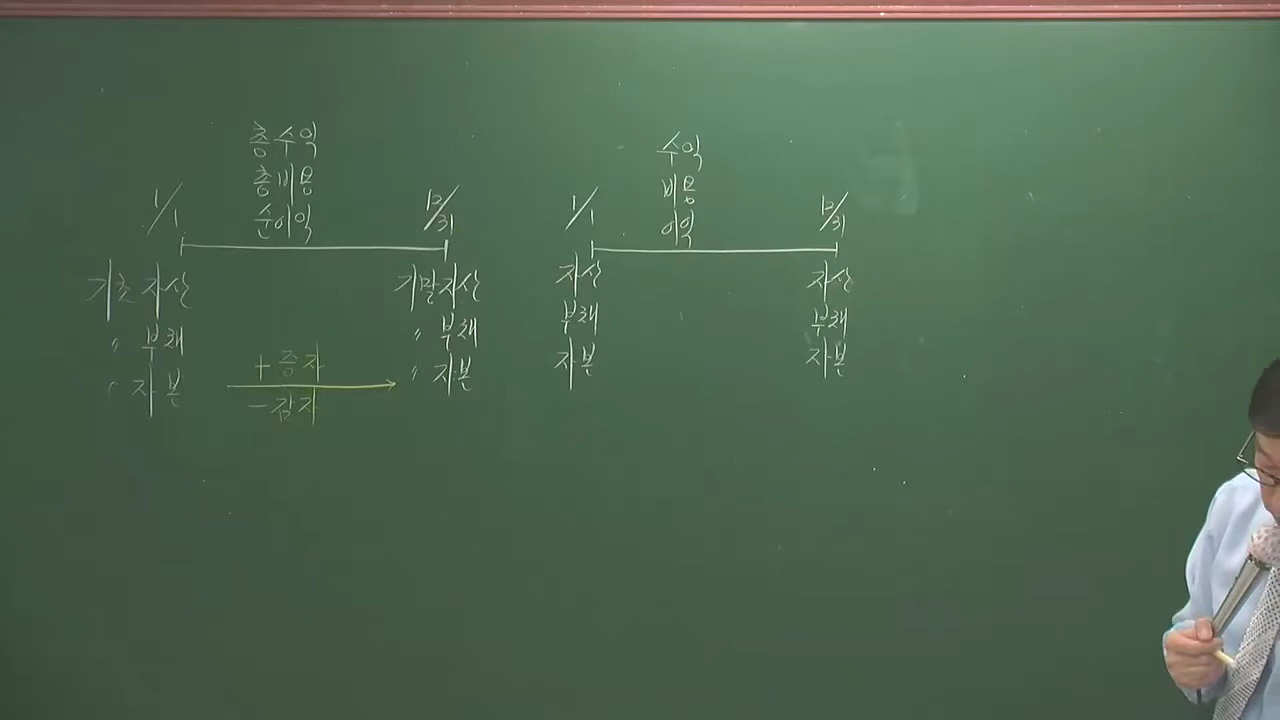 총수익
총비용
순이익
1/1
12/31
기초 자산
〃 부채
〃 자본
+ 증자
- 감자
기말자산
〃 부채
〃 자본
수익
비용
이익
1/1
12/31
자산
부채
자본
자산
부채
자본